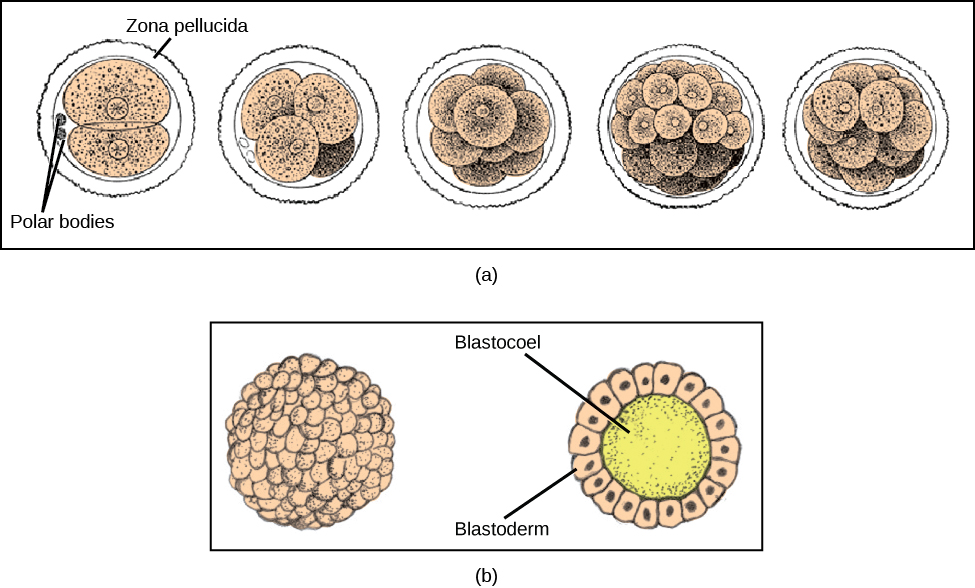 Zona pellucida
Polar bodies
(a)
Blastocoel
Blastoderm
(b)